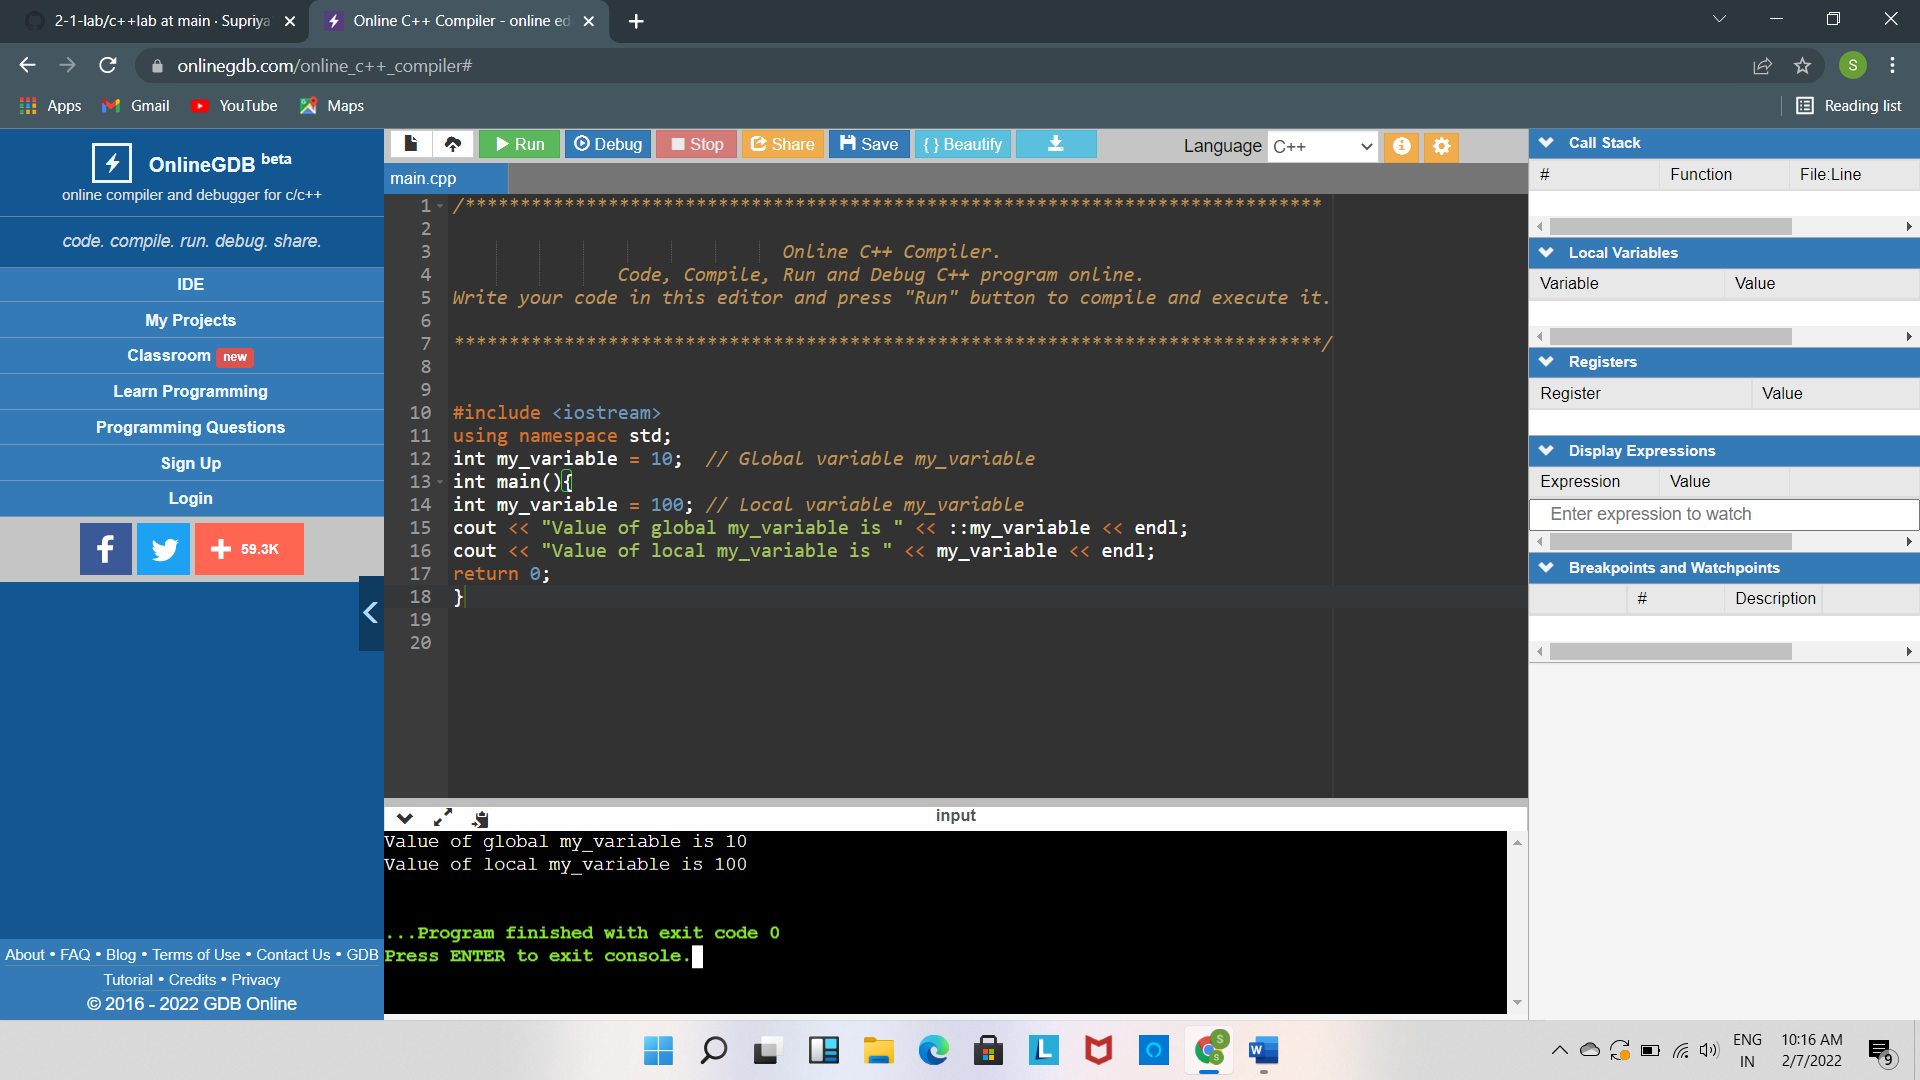 2-1-lab/c++lab at main · Supriya
Online C++ Compiler - online ed
onlinegdb.com/online_c++_compiler#
S
Apps
Gmail
YouTube
Maps
Reading list
OnlineGDB beta
online compiler and debugger for c/c++
code. compile. run. debug. share.
IDE
My Projects
Classroom new
Learn Programming
Programming Questions
Sign Up
Login
59.3K
About • FAQ • Blog • Terms of Use • Contact Us • GDB
Tutorial • Credits • Privacy
© 2016 - 2022 GDB Online
Run
Debug
Stop
Share
Save
{ } Beautify
Language C++
main.cpp
1 /******************************************************************************
2
3 Online C++ Compiler.
4 Code, Compile, Run and Debug C++ program online.
5 Write your code in this editor and press "Run" button to compile and execute it.
6
7 *******************************************************************************/
8
9
10 #include <iostream>
11 using namespace std;
12 int my_variable = 10;  // Global variable my_variable
13 int main(){
14 int my_variable = 100; // Local variable my_variable
15 cout << "Value of global my_variable is " << ::my_variable << endl;
16 cout << "Value of local my_variable is " << my_variable << endl;
17 return 0;
18 }
19
20
input
Value of global my_variable is 10
Value of local my_variable is 100
...Program finished with exit code 0
Press ENTER to exit console.
Call Stack
# Function File:Line
Local Variables
Variable Value
Registers
Register Value
Display Expressions
Expression Value
Enter expression to watch
Breakpoints and Watchpoints
# Description
L
S
S
W
ENG
IN
10:16 AM
2/7/2022
9